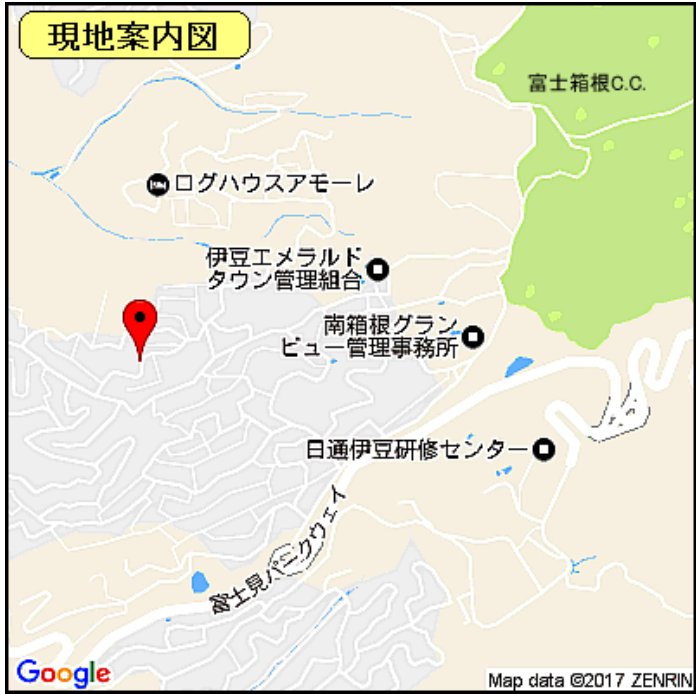 現地案内図
富士箱根C.C.
ログハウスアモーレ
伊豆エメラルド
タウン管理組合
南箱根グラン
ビュー管理事務所
日通伊豆研修センター
富士見パークウェイ
Google
Map data ©2017 ZENRIN